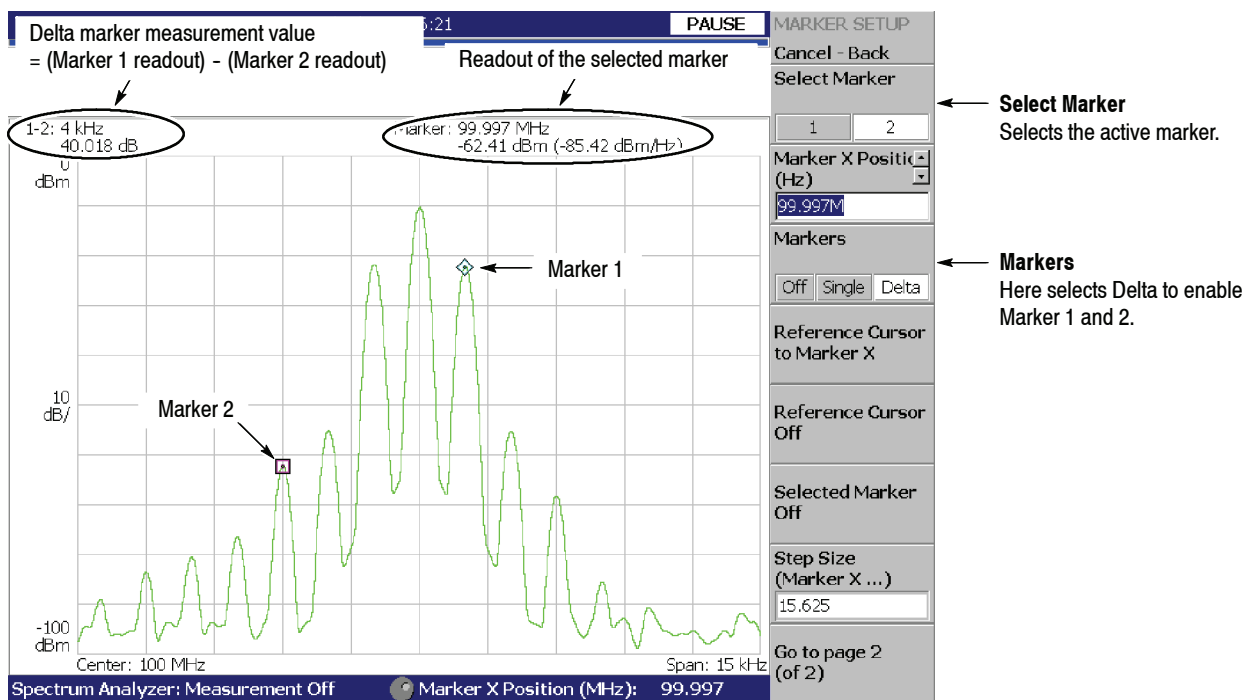 Delta marker measurement value
= (Marker 1 readout) - (Marker 2 readout)
:21
PAUSE
Readout of the selected marker
1-2: 4 kHz
40.018 dB
Marker: 99.997 MHz
-62.41 dBm (-85.42 dBm/Hz)
0
dBm
10
dB/
-100
dBm
Marker 1
Marker 2
Center: 100 MHz
Span: 15 kHz
Spectrum Analyzer: Measurement Off
Marker X Position (MHz): 99.997
MARKER SETUP
Cancel - Back
Select Marker
1 2
Marker X Positic
(Hz)
99.997M
Markers
Off Single Delta
Reference Cursor
to Marker X
Reference Cursor
Off
Selected Marker
Off
Step Size
(Marker X ...)
15.625
Go to page 2
(of 2)
Select Marker
Selects the active marker.
Markers
Here selects Delta to enable
Marker 1 and 2.